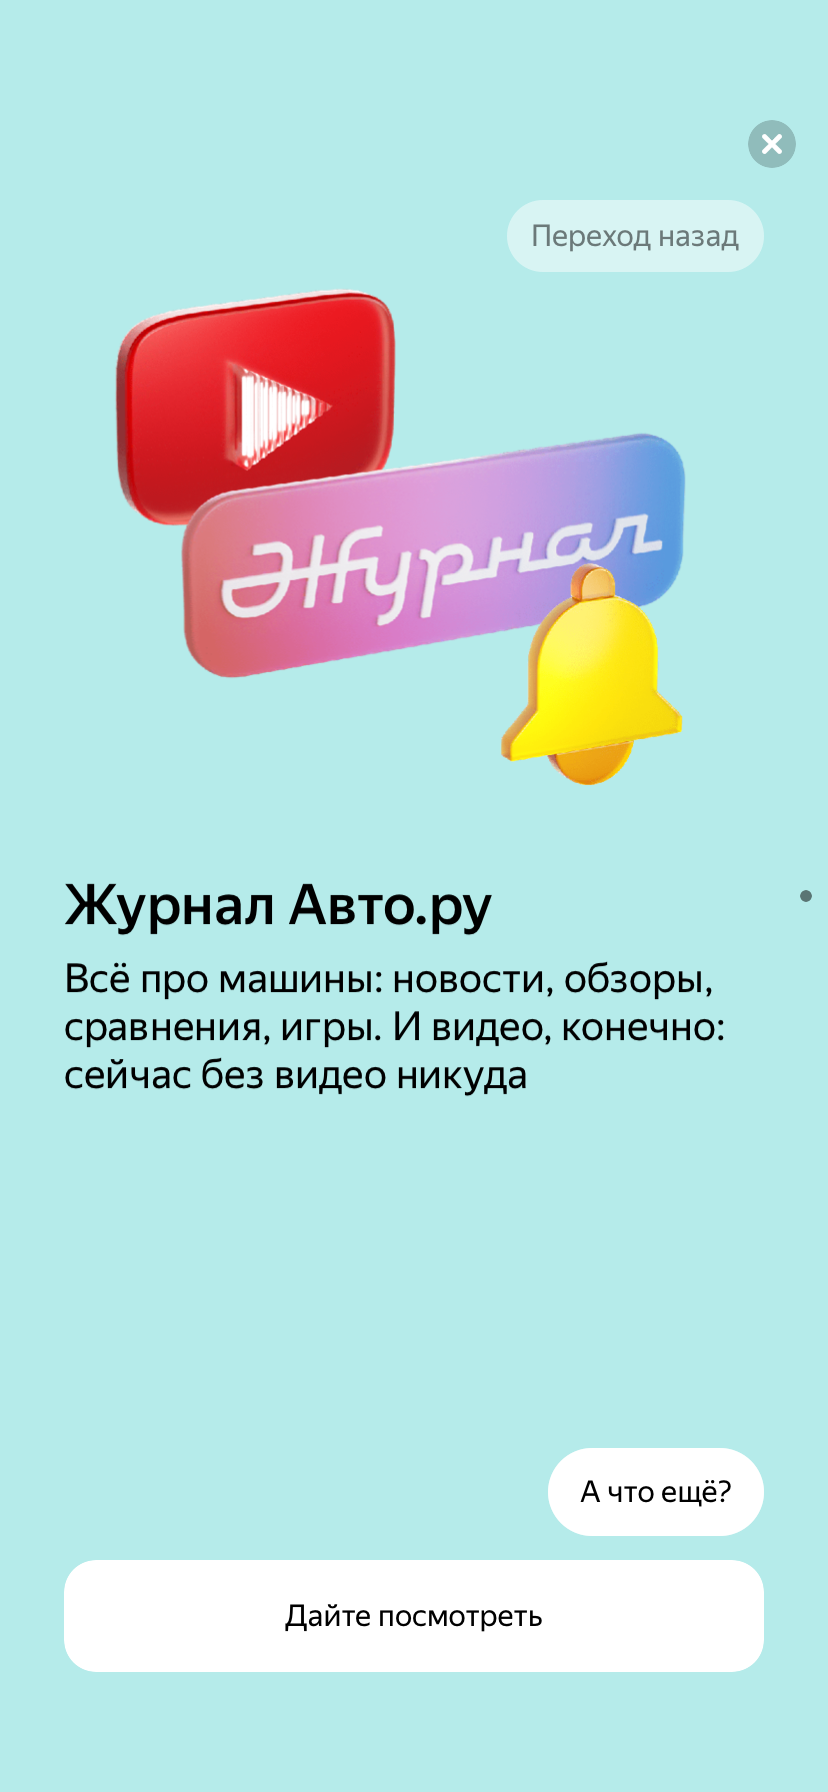 Переход назад
Журнал
Журнал Авто.ру
Всё про машины: новости, обзоры,
сравнения, игры. И видео, конечно:
сейчас без видео никуда
А что ещё?
Дайте посмотреть